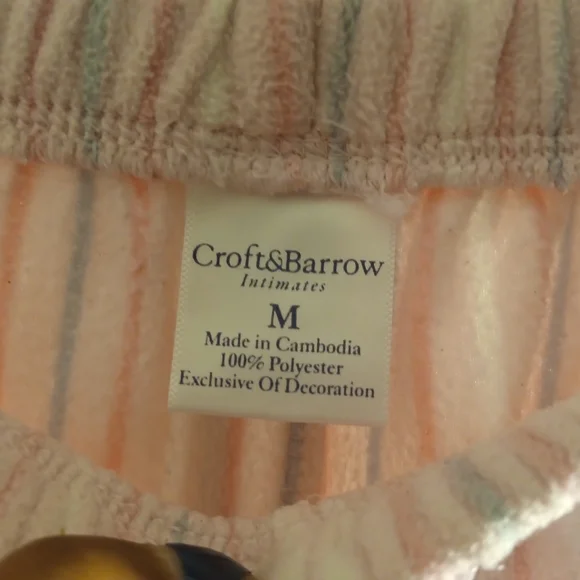 Croft&Barrow
Intimates
M
Made in Cambodia
100% Polyester
Exclusive Of Decoration